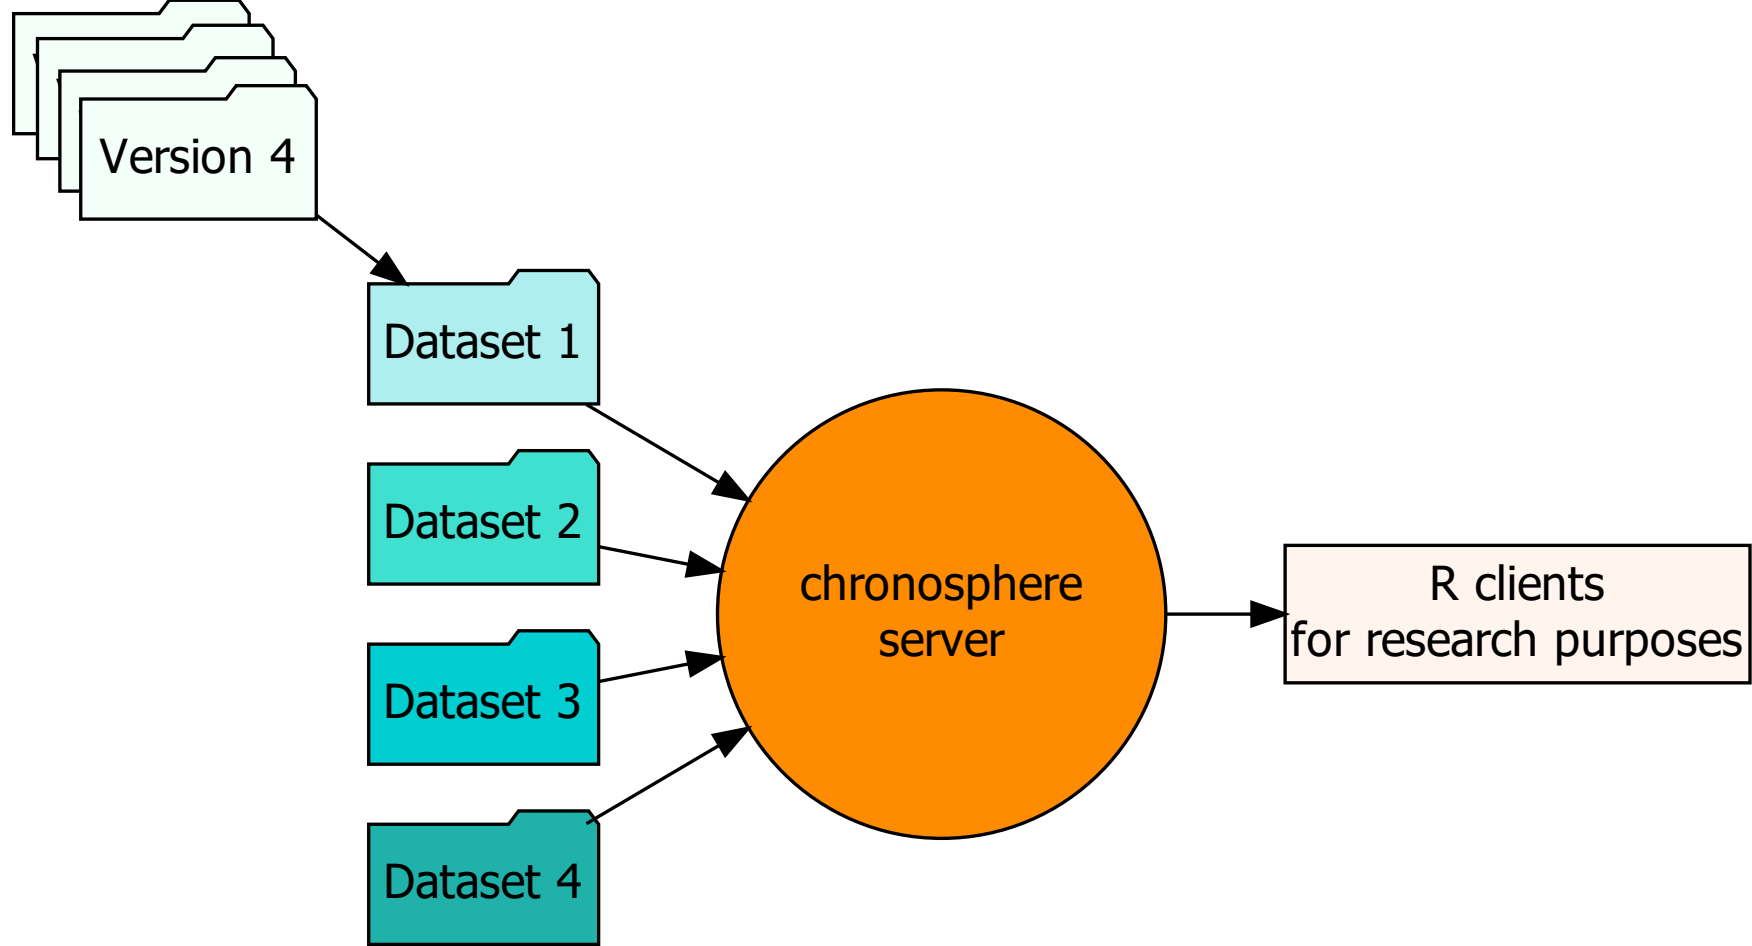 Version 4
Dataset 1
Dataset 2
Dataset 3
Dataset 4
chronosphere
server
R clients
for research purposes